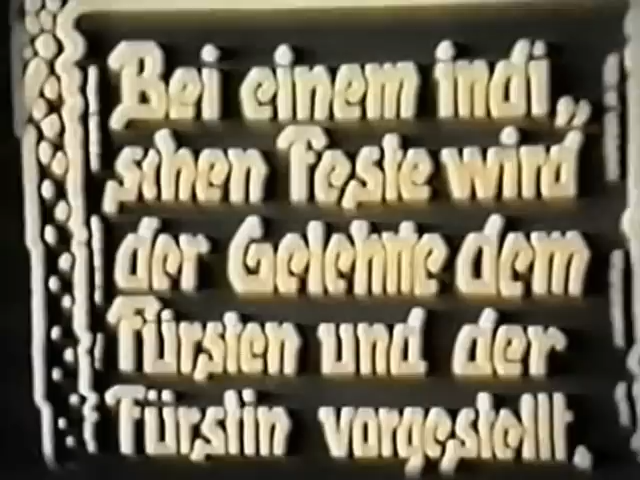 Bei einem indi„
schen Feste wird
der Gelehrte dem
Fürsten und der
Fürstin vorgestellt.